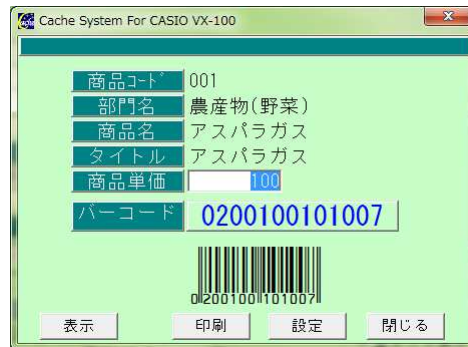 Cache System For CASIO VX-100
商品コード 001
部門名 農産物(野菜)
商品名 アスパラガス
タイトル アスパラガス
商品単価 100
バーコード 0200100101007
0 200100 101007
表示 印刷 設定 閉じる